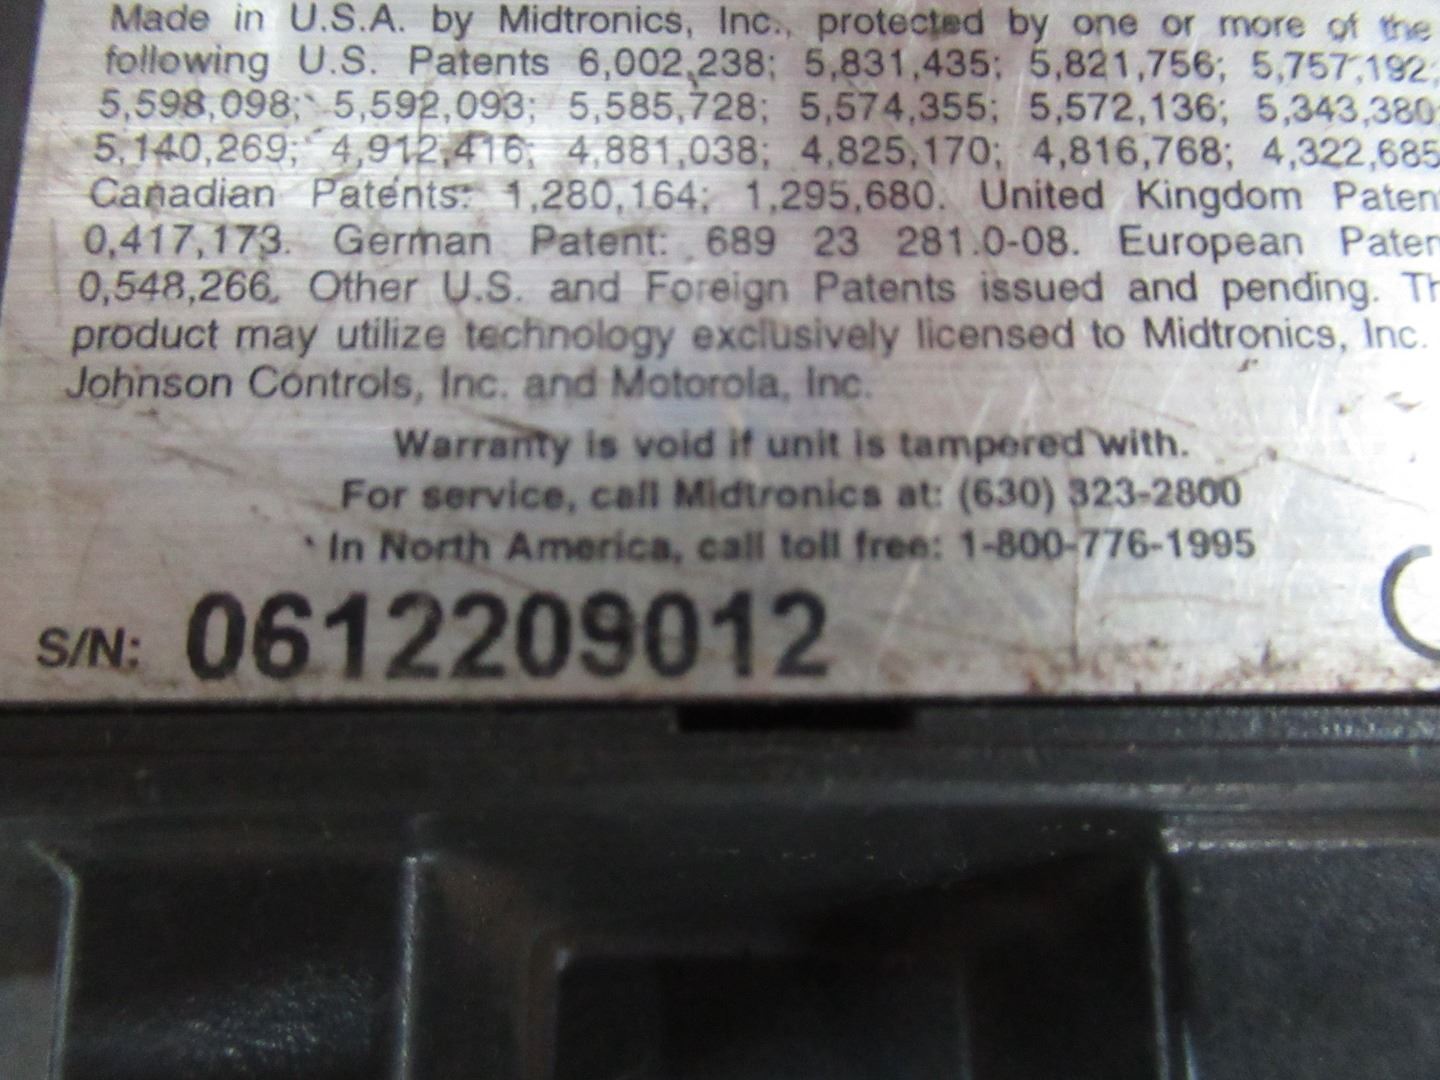 Made in U.S.A. by Midtronics, Inc., protected by one or more of the
following U.S. Patents 6,002,238; 5,831,435; 5,821,756; 5,757,192;
5,598,098; 5,592,093; 5,585,728; 5,574,355; 5,572,136; 5,343,380;
5,140,269; 4,912,416; 4,881,038; 4,825,170; 4,816,768; 4,322,685
Canadian Patents: 1,280,164; 1,295,680. United Kingdom Paten
0,417,173. German Patent: 689 23 281.0-08. European Paten
0,548,266. Other U.S. and Foreign Patents issued and pending. Th
product may utilize technology exclusively licensed to Midtronics, Inc.
Johnson Controls, Inc. and Motorola, Inc.
Warranty is void if unit is tampered with.
For service, call Midtronics at: (630) 323-2800
In North America, call toll free: 1-800-776-1995
S/N: 0612209012